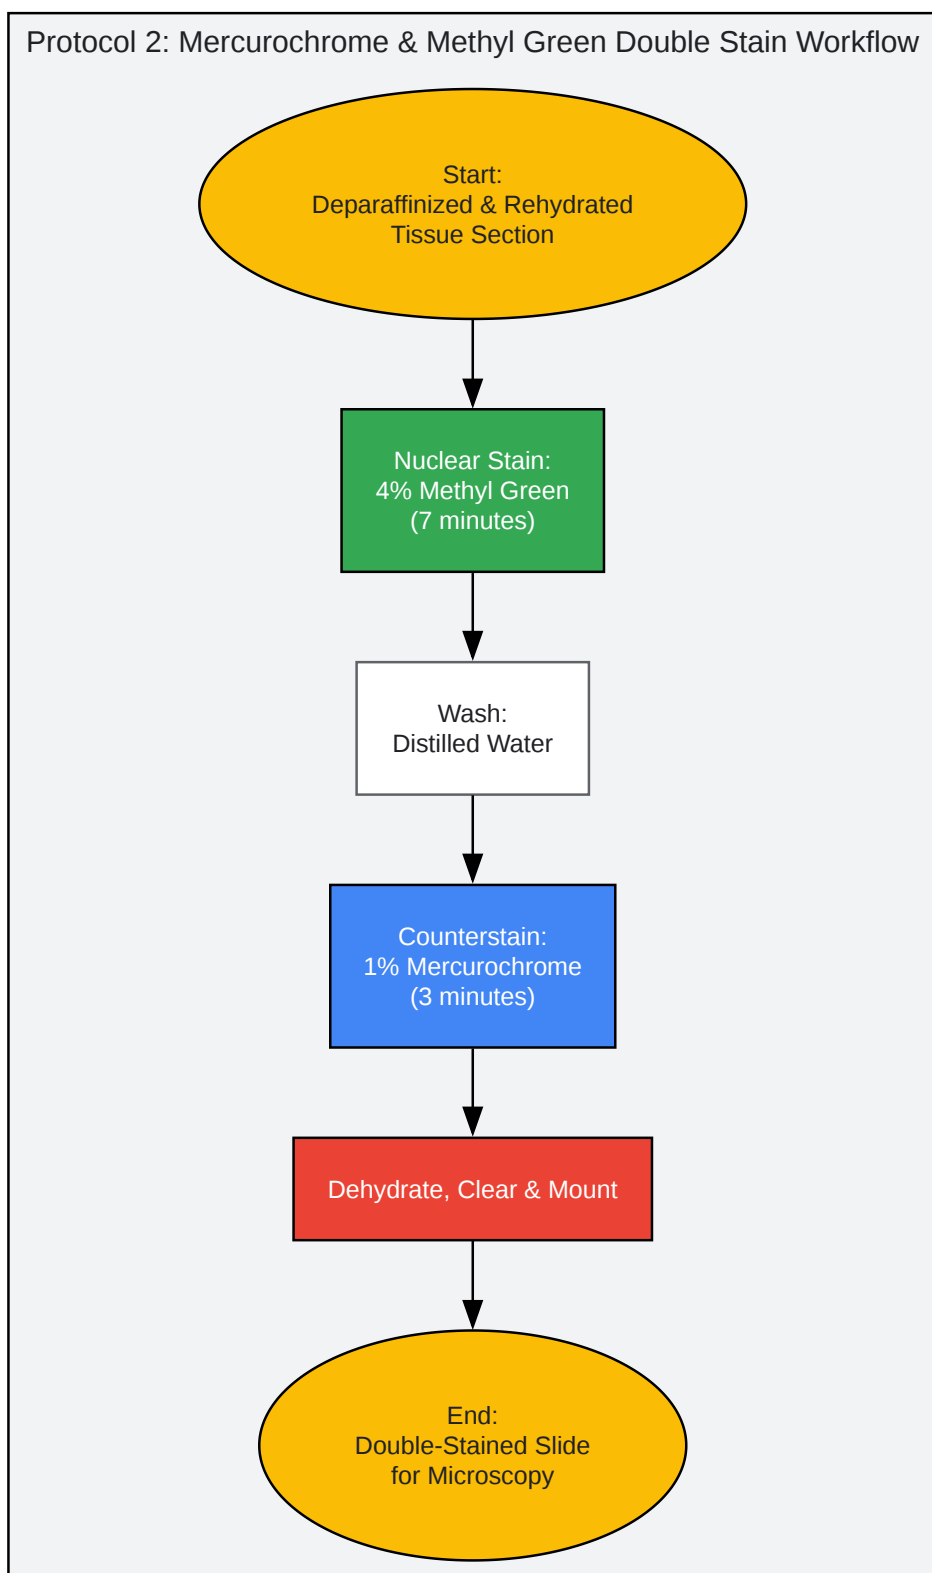 Protocol 2: Mercurochrome & Methyl Green Double Stain Workflow
Start:
Deparaffinized & Rehydrated
Tissue Section
Nuclear Stain:
4% Methyl Green
(7 minutes)
Wash:
Distilled Water
Counterstain:
1% Mercurochrome
(3 minutes)
Dehydrate, Clear & Mount
End:
Double-Stained Slide
for Microscopy